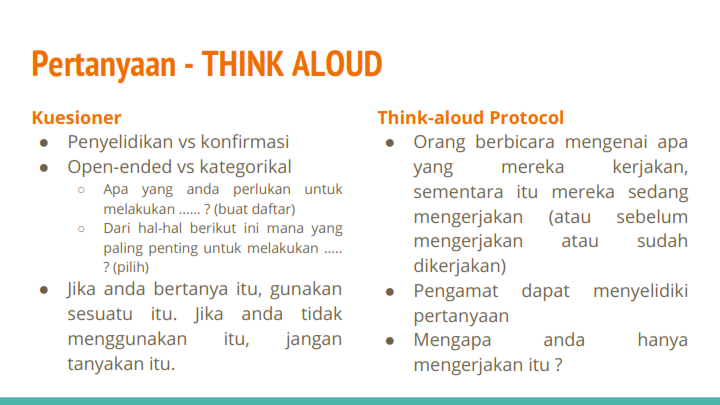 Pertanyaan - THINK ALOUD
Kuesioner
● Penyelidikan vs konfirmasi
● Open-ended vs kategorikal
○ Apa yang anda perlukan untuk
melakukan ...... ? (buat daftar)
○ Dari hal-hal berikut ini mana yang
paling penting untuk melakukan .....
? (pilih)
● Jika anda bertanya itu, gunakan
sesuatu itu. Jika anda tidak
menggunakan itu, jangan
tanyakan itu.
Think-aloud Protocol
● Orang berbicara mengenai apa
yang mereka kerjakan,
sementara itu mereka sedang
mengerjakan (atau sebelum
mengerjakan atau sudah
dikerjakan)
● Pengamat dapat menyelidiki
pertanyaan
● Mengapa anda hanya
mengerjakan itu ?